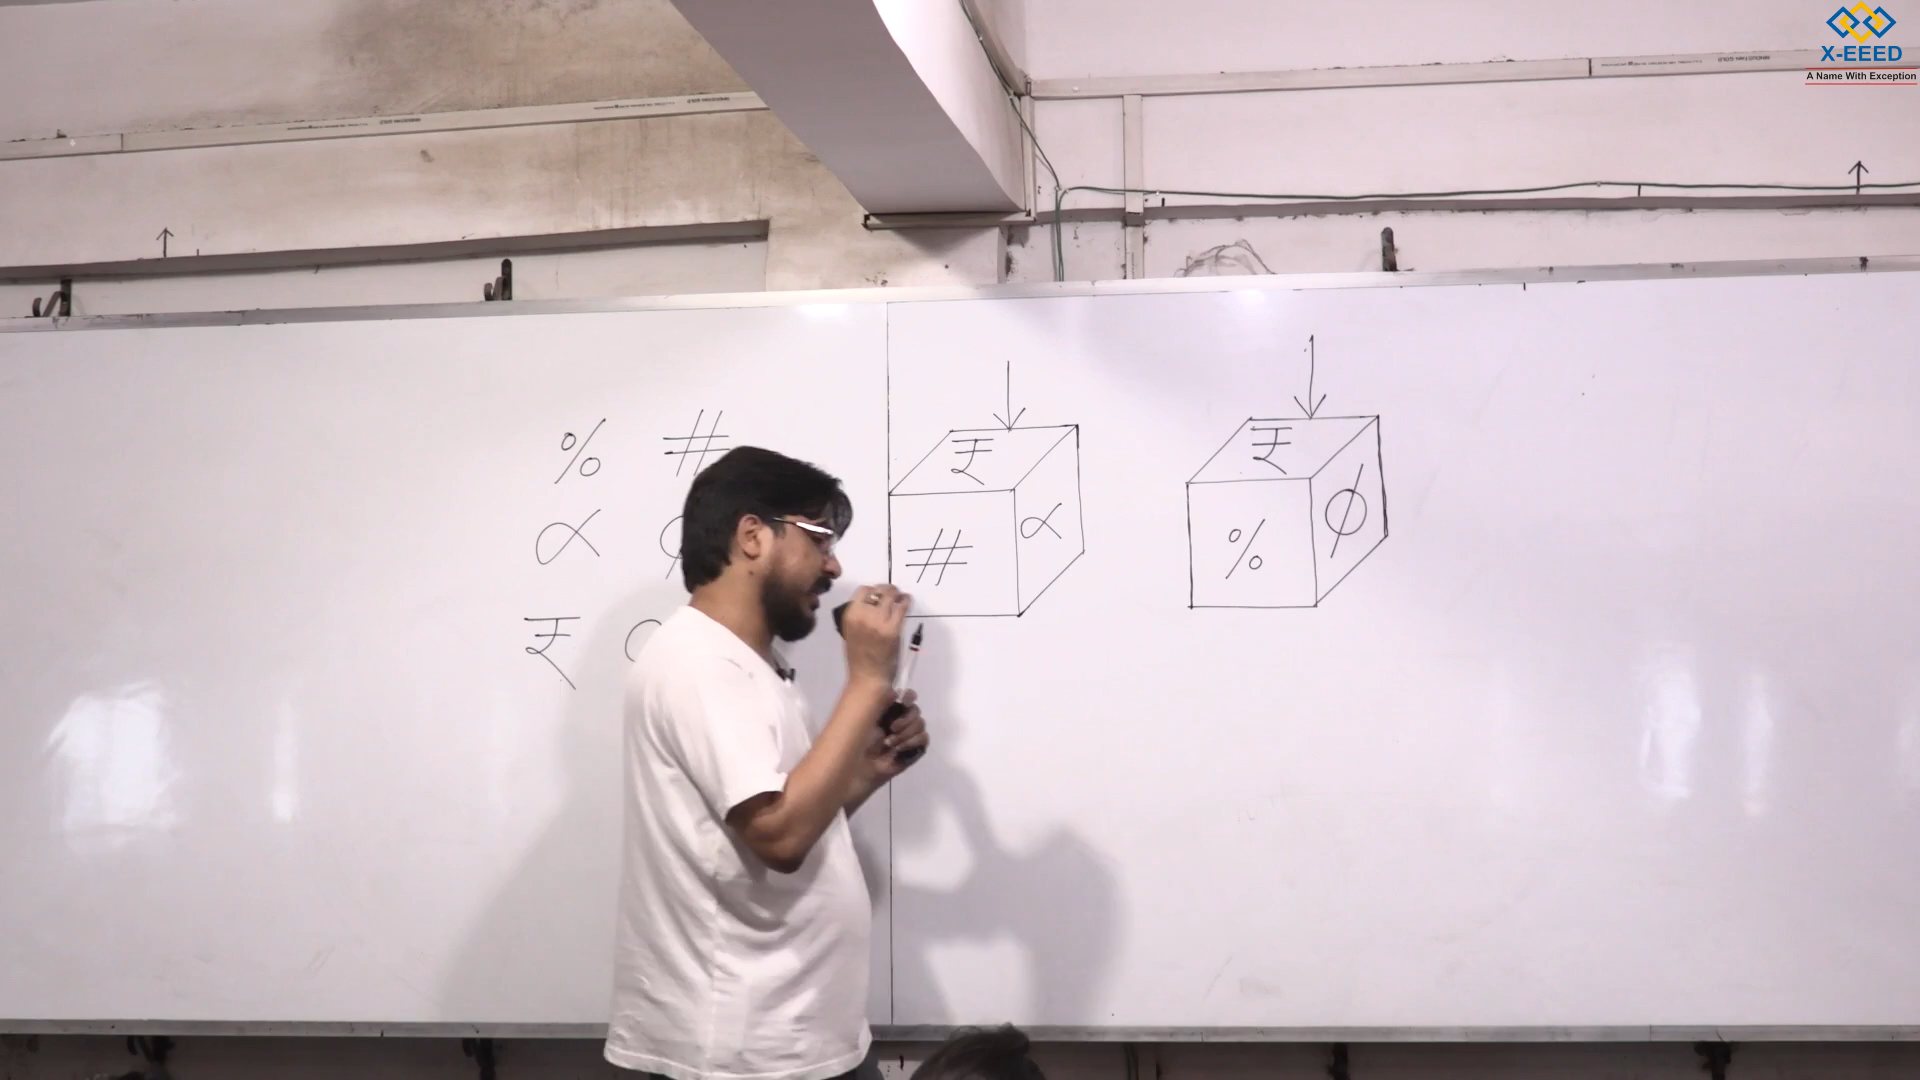 X-EEED
A Name With Exception
% #
∝
₹
₹
# ∝
₹
% ϕ